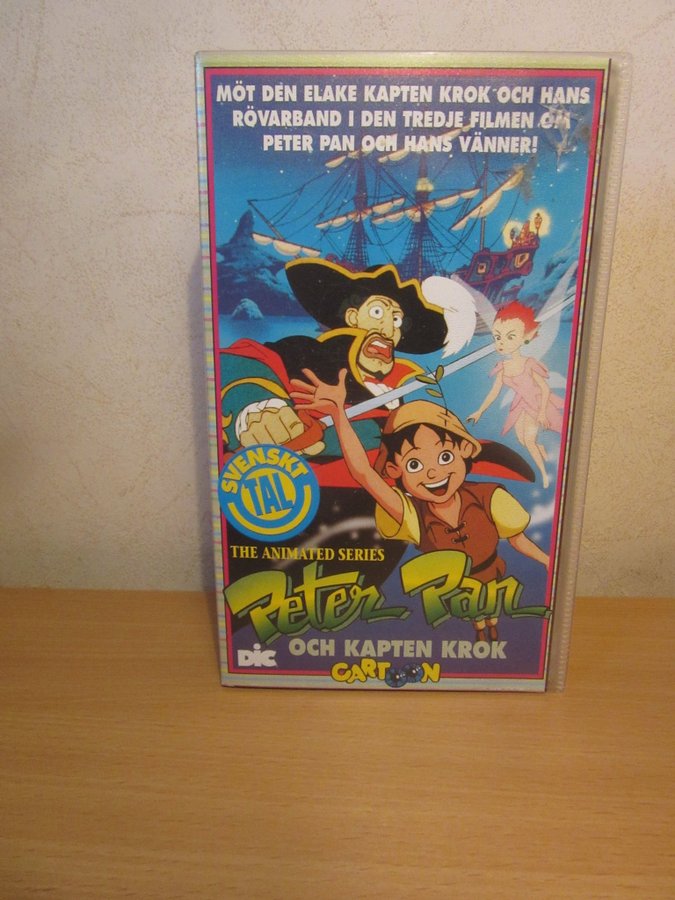 MÖT DEN ELAKE KAPTEN KROK OCH HANS
RÖVARBAND I DEN TREDJE FILMEN OM
PETER PAN OCH HANS VÄNNER!
SVENSKT
TAL
THE ANIMATED SERIES
Peter Pan
OCH KAPTEN KROK
DIC
CARTOON